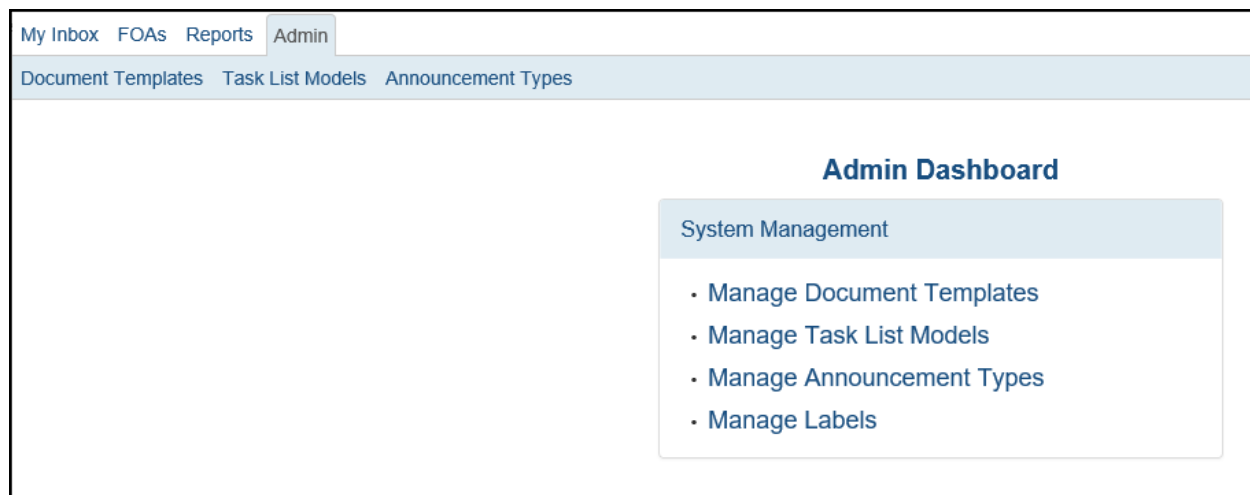 My Inbox FOAs Reports Admin
Document Templates Task List Models Announcement Types
Admin Dashboard
System Management
• Manage Document Templates
• Manage Task List Models
• Manage Announcement Types
• Manage Labels